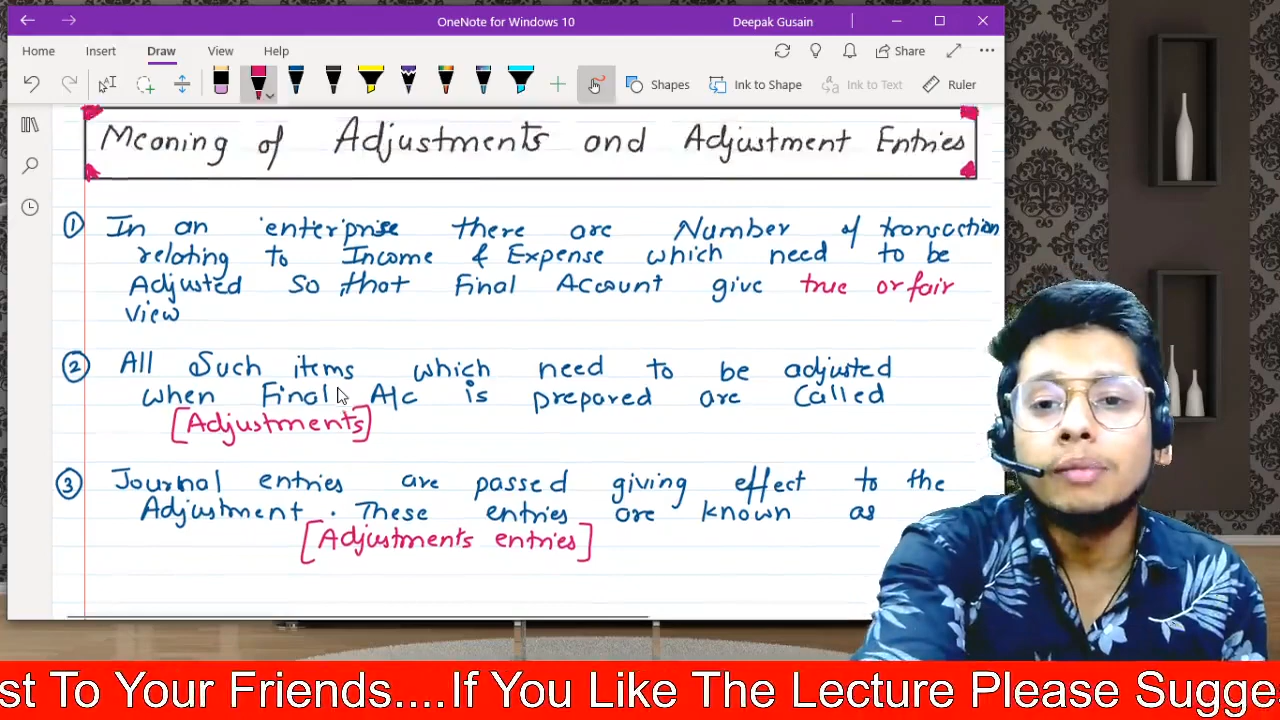 OneNote for Windows 10
Deepak Gusain
Home Insert Draw View Help
Share
Shapes Ink to Shape Ink to Text Ruler
Meaning of Adjustments and Adjustment Entries
① In an enterprise there are Number of transaction
relating to Income & Expense which need to be
Adjusted So that Final Account give true or fair
view
② All Such items which need to be adjusted
when Final A/c is prepared are Called
[Adjustments]
③ Journal entries are passed giving effect to the
Adjustment . These entries are known as
[Adjustments entries]
st To Your Friends....If You Like The Lecture Please Sugge